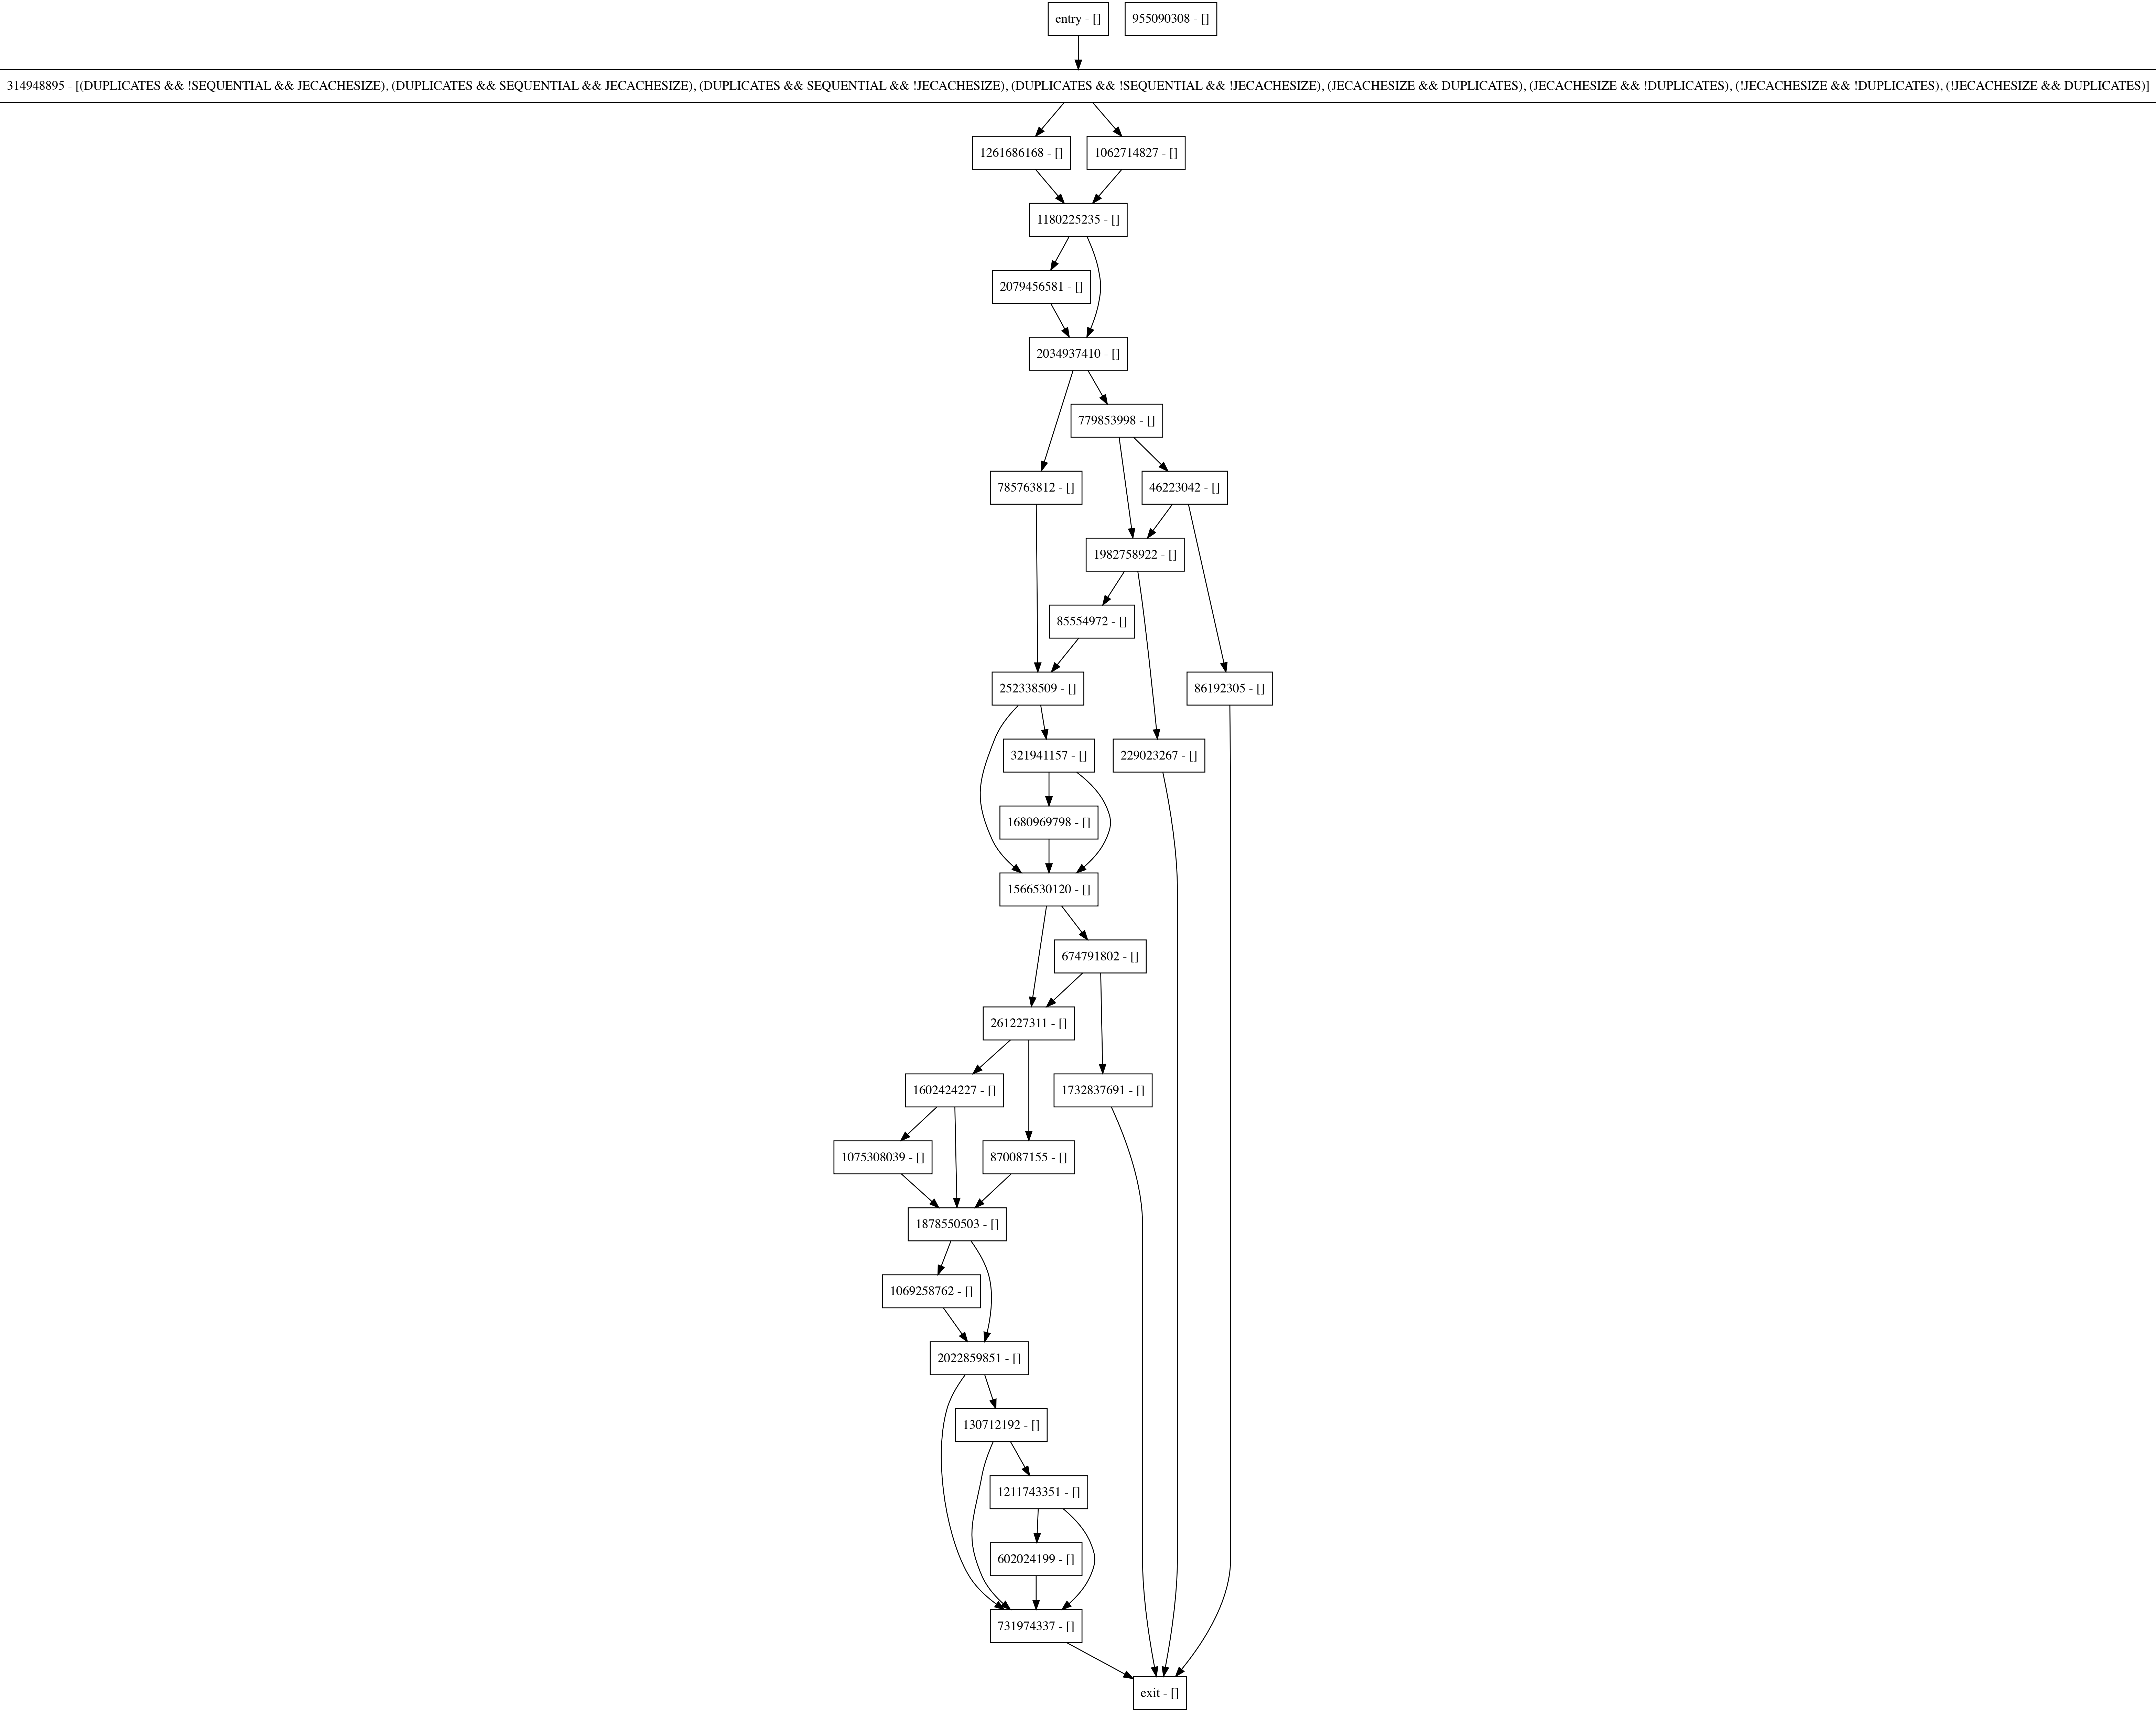 entry - []
955090308 - []
314948895 - [(DUPLICATES && !SEQUENTIAL && JECACHESIZE), (DUPLICATES && SEQUENTIAL && JECACHESIZE), (DUPLICATES && SEQUENTIAL && !JECACHESIZE), (DUPLICATES && !SEQUENTIAL && !JECACHESIZE), (JECACHESIZE && DUPLICATES), (JECACHESIZE && !DUPLICATES), (!JECACHESIZE && !DUPLICATES), (!JECACHESIZE && DUPLICATES)]
1261686168 - []
1062714827 - []
1180225235 - []
2079456581 - []
2034937410 - []
779853998 - []
785763812 - []
46223042 - []
1982758922 - []
85554972 - []
252338509 - []
86192305 - []
321941157 - []
229023267 - []
1680969798 - []
1566530120 - []
674791802 - []
261227311 - []
1602424227 - []
1732837691 - []
1075308039 - []
870087155 - []
1878550503 - []
1069258762 - []
2022859851 - []
130712192 - []
1211743351 - []
602024199 - []
731974337 - []
exit - []